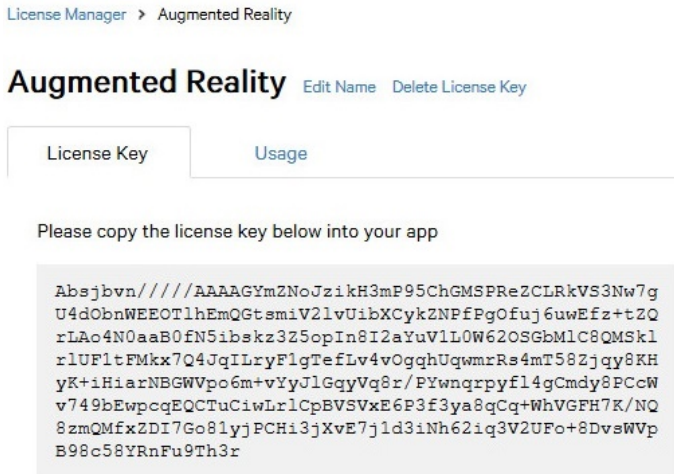 License Manager > Augmented Reality
Augmented Reality Edit Name Delete License Key
License Key Usage
Please copy the license key below into your app
Absjbvn/////AAAAGYmZNoJzikH3mP95ChGMSPReZCLRkVS3Nw7g
U4dObnWEEOTlhEmQGtsmiV2lvUibXCykZNPfPgOfuj6uwEfz+tZQ
rLAo4N0aaB0fN5ibskz3Z5opIn8I2aYuV1L0W62OSGbMlC8QMSkl
rlUF1tFMkx7Q4JqILryF1gTefLv4vOgqhUqwmrRs4mT58Zjqy8KH
yK+iHiarNBGWVpo6m+vYyJlGqyVq8r/PYwnqrpyfl4gCmdy8PCcW
v749bEwpcqEQCTuCiwLrlCpBVSVxE6P3f3ya8qCq+WhVGFH7K/NQ
8zmQMfxZDI7Go81yjPCHi3jXvE7j1d3iNh62iq3V2UFo+8DvsWVp
B98c58YRnFu9Th3r